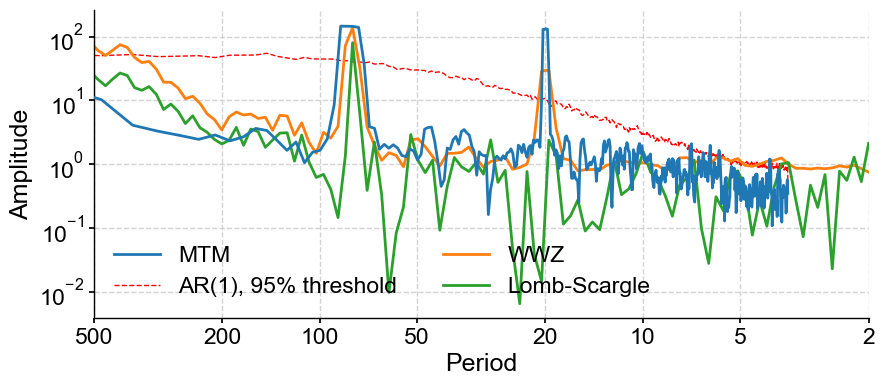 10²
10¹
10⁰
10⁻¹
10⁻²
Amplitude
MTM
WWZ
AR(1), 95% threshold
Lomb-Scargle
500 200 100 50 20 10 5 2
Period